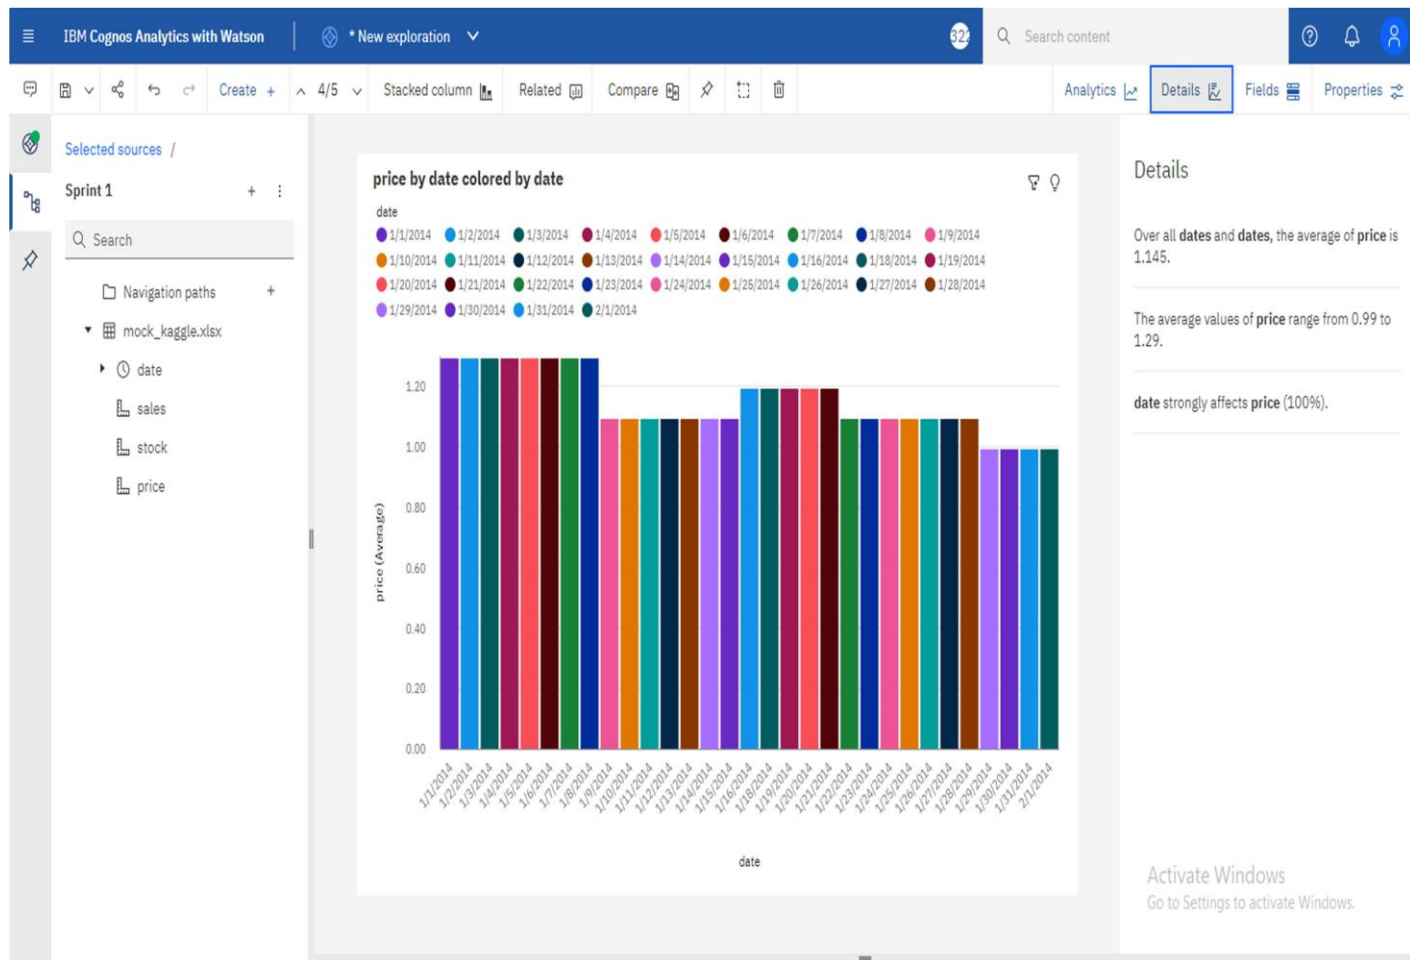 IBM Cognos Analytics with Watson
* New exploration
322
Search content
Create +
4/5
Stacked column
Related
Compare
Analytics
Details
Fields
Properties
Selected sources /
Sprint 1
Search
Navigation paths
mock_kaggle.xlsx
date
sales
stock
price
price by date colored by date
date
1/1/2014 1/2/2014 1/3/2014 1/4/2014 1/5/2014 1/6/2014 1/7/2014 1/8/2014 1/9/2014
1/10/2014 1/11/2014 1/12/2014 1/13/2014 1/14/2014 1/15/2014 1/16/2014 1/18/2014 1/19/2014
1/20/2014 1/21/2014 1/22/2014 1/23/2014 1/24/2014 1/25/2014 1/26/2014 1/27/2014 1/28/2014
1/29/2014 1/30/2014 1/31/2014 2/1/2014
1.20
1.00
0.80
0.60
0.40
0.20
0.00
price (Average)
1/1/2014 1/2/2014 1/3/2014 1/4/2014 1/5/2014 1/6/2014 1/7/2014 1/8/2014 1/9/2014 1/10/2014 1/11/2014 1/12/2014 1/13/2014 1/14/2014 1/15/2014 1/16/2014 1/18/2014 1/19/2014 1/20/2014 1/21/2014 1/22/2014 1/23/2014 1/24/2014 1/25/2014 1/26/2014 1/27/2014 1/28/2014 1/29/2014 1/30/2014 1/31/2014 2/1/2014
date
Details
Over all dates and dates, the average of price is
1.145.
The average values of price range from 0.99 to
1.29.
date strongly affects price (100%).
Activate Windows
Go to Settings to activate Windows.